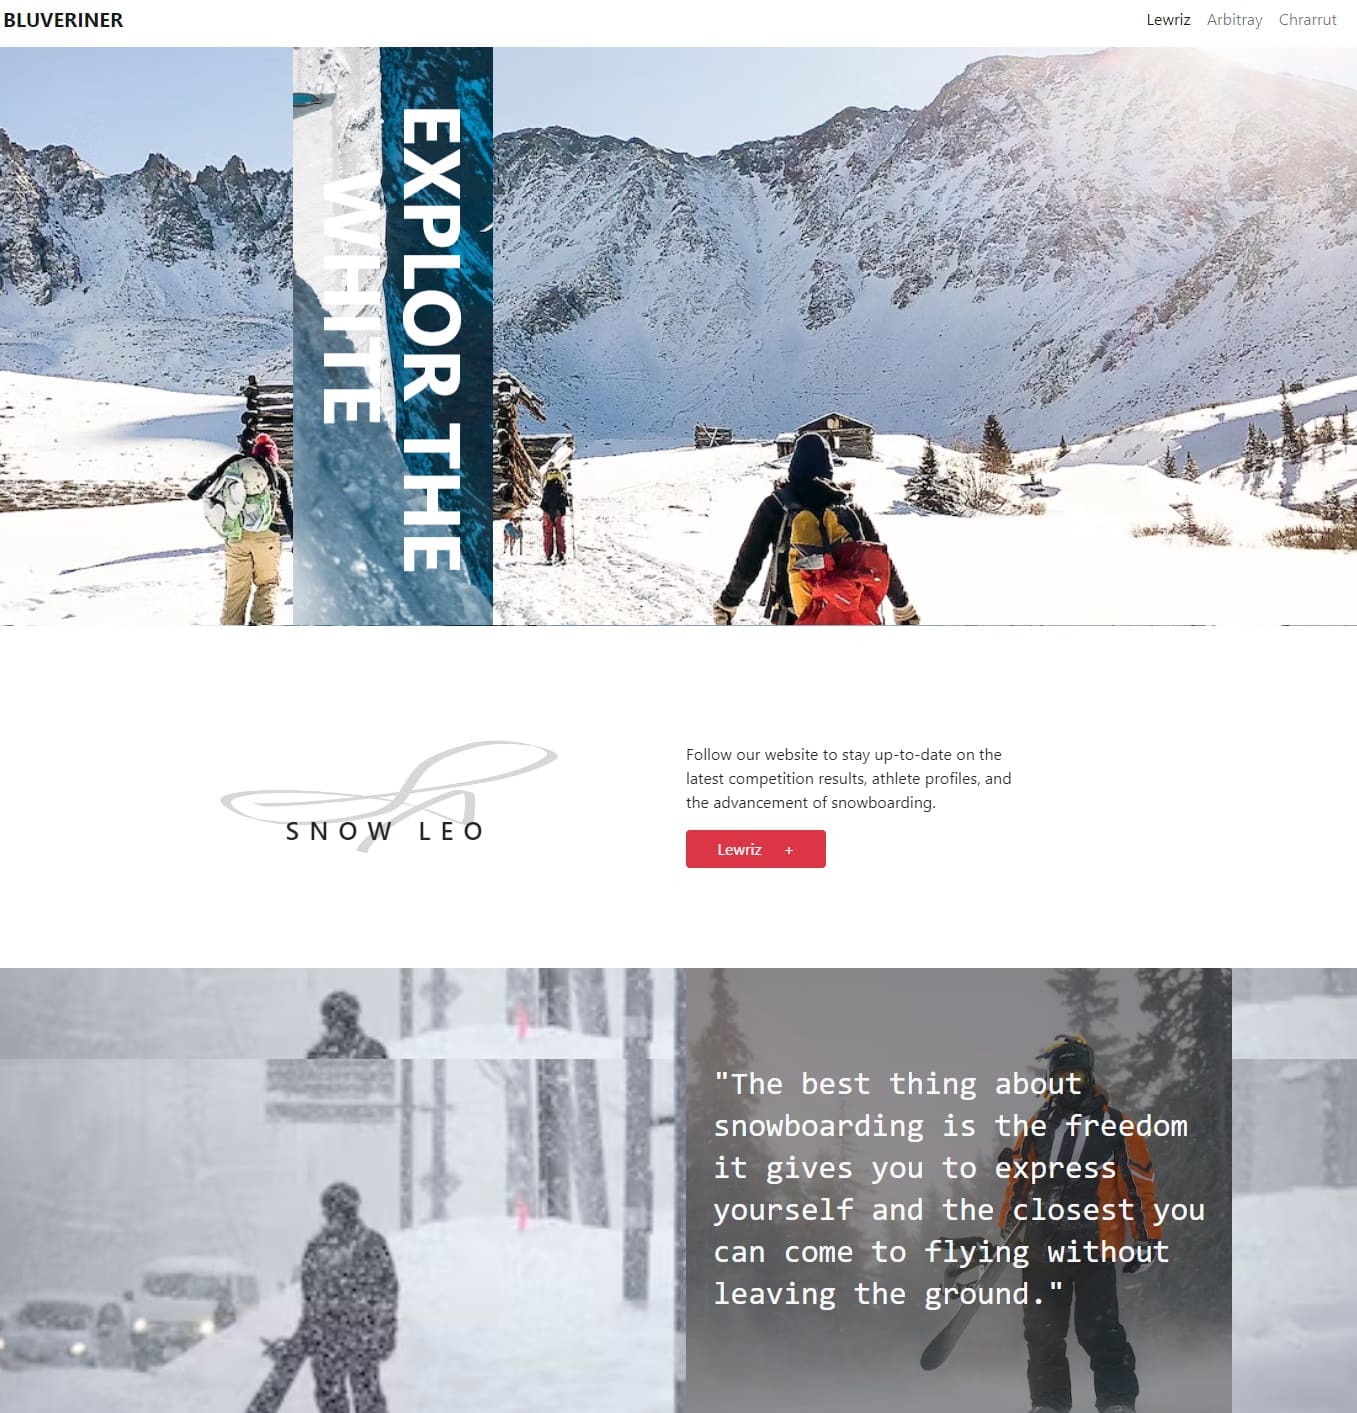 BLUVERINER
Lewriz Arbitray Chrarrut
EXPLOR THE
WHITE
SNOW LEO
Follow our website to stay up-to-date on the
latest competition results, athlete profiles, and
the advancement of snowboarding.
Lewriz +
"The best thing about
snowboarding is the freedom
it gives you to express
yourself and the closest you
can come to flying without
leaving the ground."